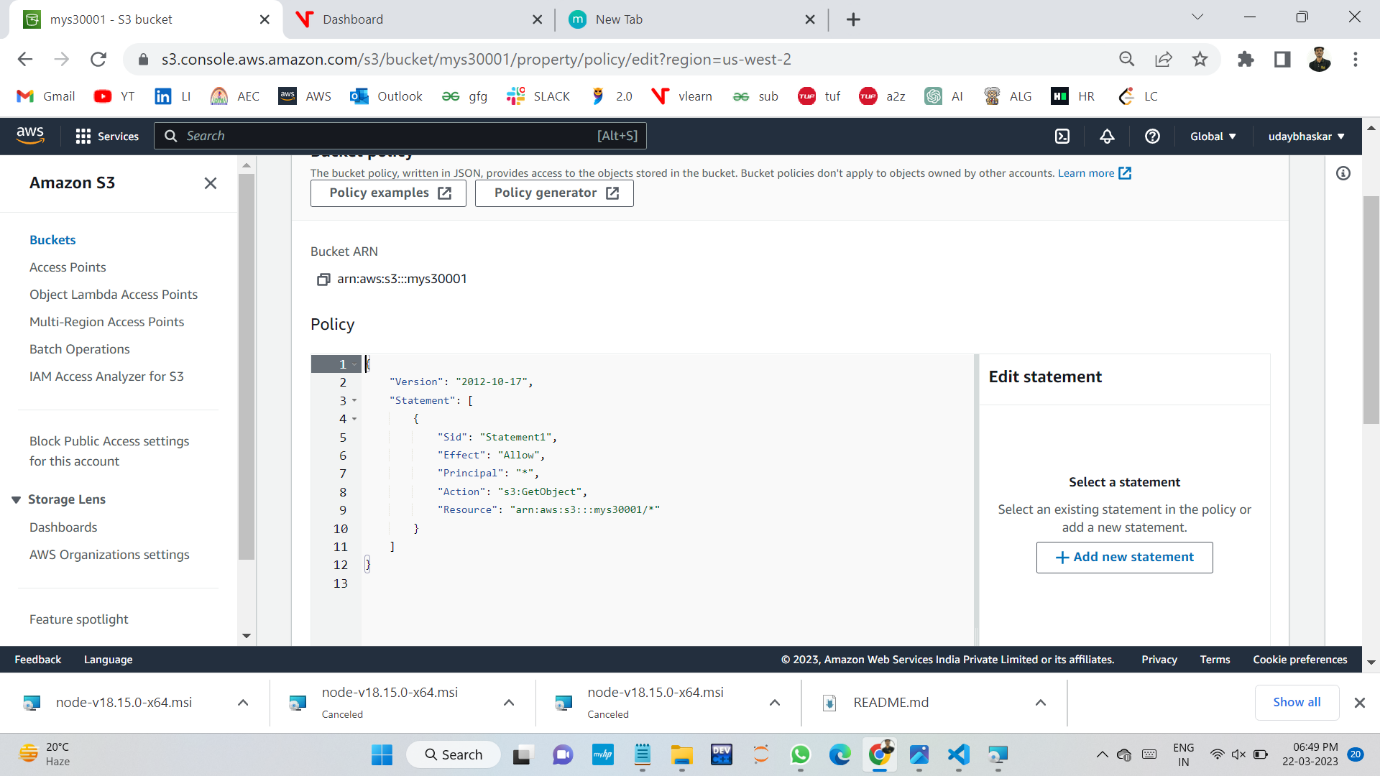 mys30001 - S3 bucket
Dashboard
New Tab
s3.console.aws.amazon.com/s3/bucket/mys30001/property/policy/edit?region=us-west-2
Gmail YT LI AEC AWS Outlook gfg SLACK 2.0 vlearn sub tuf a2z AI ALG HR LC
aws Services Search [Alt+S] Global udaybhaskar
Amazon S3
Buckets
Access Points
Object Lambda Access Points
Multi-Region Access Points
Batch Operations
IAM Access Analyzer for S3
Block Public Access settings
for this account
Storage Lens
Dashboards
AWS Organizations settings
Feature spotlight
Bucket policy
The bucket policy, written in JSON, provides access to the objects stored in the bucket. Bucket policies don't apply to objects owned by other accounts. Learn more
Policy examples Policy generator
Bucket ARN
arn:aws:s3:::mys30001
Policy
1 {
2 "Version": "2012-10-17",
3 "Statement": [
4 {
5 "Sid": "Statement1",
6 "Effect": "Allow",
7 "Principal": "*",
8 "Action": "s3:GetObject",
9 "Resource": "arn:aws:s3:::mys30001/*"
10 }
11 ]
12 }
13
Edit statement
Select a statement
Select an existing statement in the policy or
add a new statement.
+ Add new statement
Feedback Language © 2023, Amazon Web Services India Private Limited or its affiliates. Privacy Terms Cookie preferences
node-v18.15.0-x64.msi
node-v18.15.0-x64.msi
Canceled
node-v18.15.0-x64.msi
Canceled
README.md
Show all
20°C
Haze
Search
ENG
IN
06:49 PM
22-03-2023
20